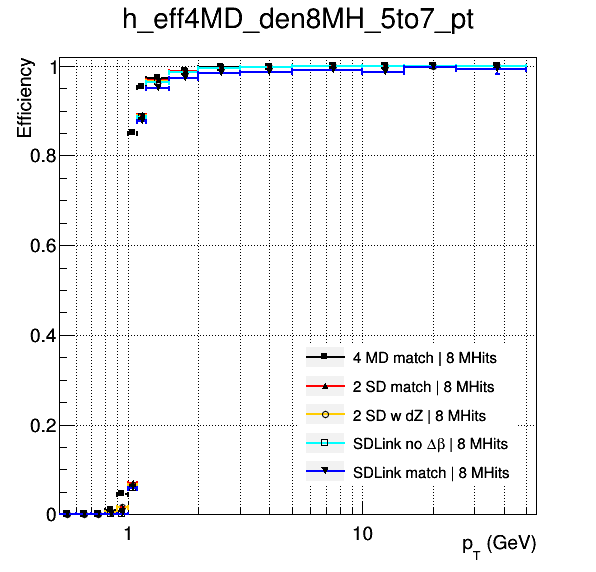 h_eff4MD_den8MH_5to7_pt
Efficiency
1
0.8
0.6
0.4
0.2
0
4 MD match | 8 MHits
2 SD match | 8 MHits
2 SD w dZ | 8 MHits
SDLink no Δβ | 8 MHits
SDLink match | 8 MHits
1
10
p_T (GeV)